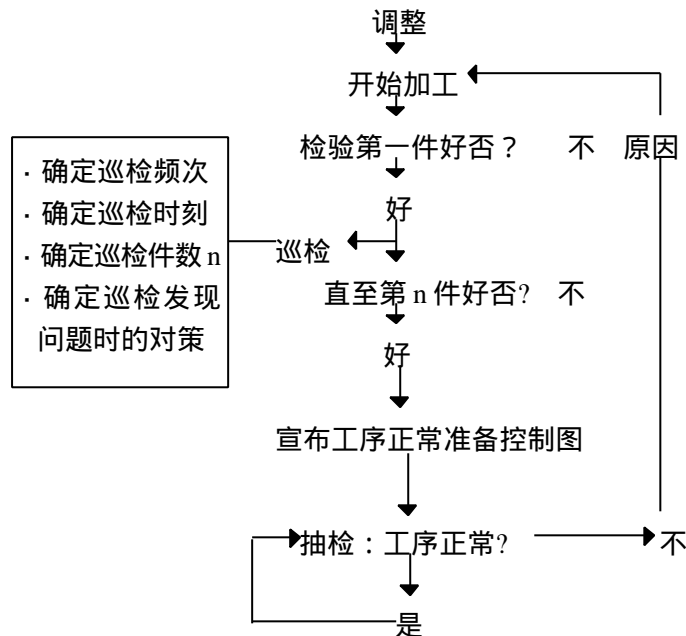 调整
开始加工
检验第一件好否？ 不 原因
好
· 确定巡检频次
· 确定巡检时刻
· 确定巡检件数 n
· 确定巡检发现
问题时的对策
巡检
直至第 n 件好否? 不
好
宣布工序正常准备控制图
抽检：工序正常? 不
是